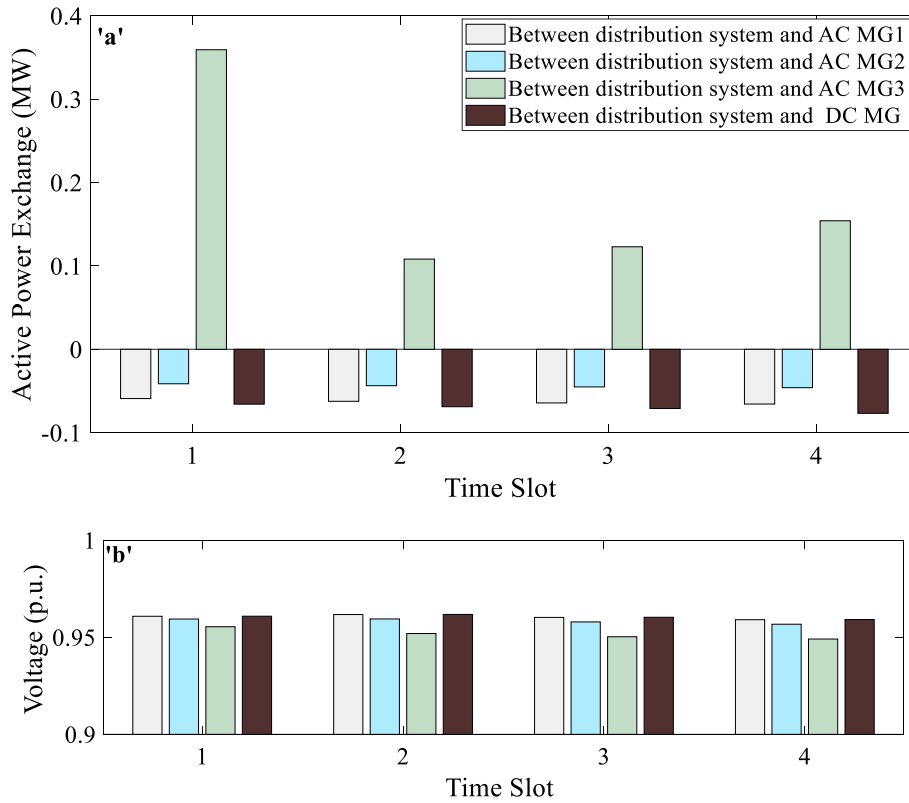 'a'
Between distribution system and AC MG1
Between distribution system and AC MG2
Between distribution system and AC MG3
Between distribution system and DC MG
Active Power Exchange (MW)
0.4
0.3
0.2
0.1
0
-0.1
1 2 3 4
Time Slot
'b'
Voltage (p.u.)
1
0.95
0.9
1 2 3 4
Time Slot